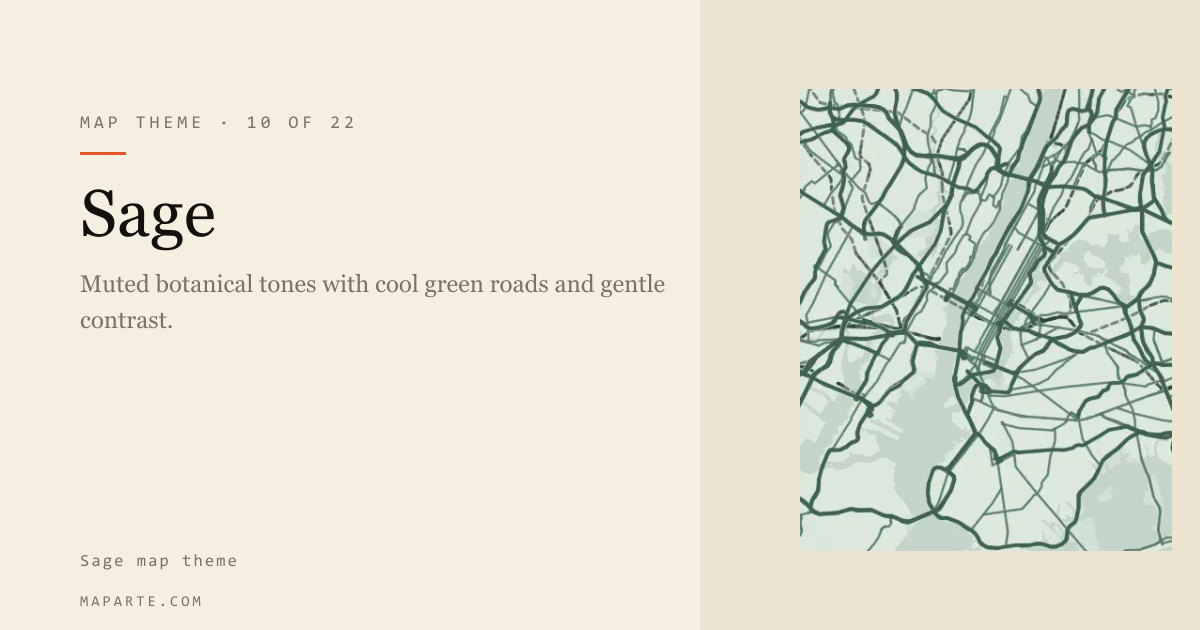 MAP THEME · 10 OF 22
Sage
Muted botanical tones with cool green roads and gentle
contrast.
Sage map theme
MAPARTE.COM